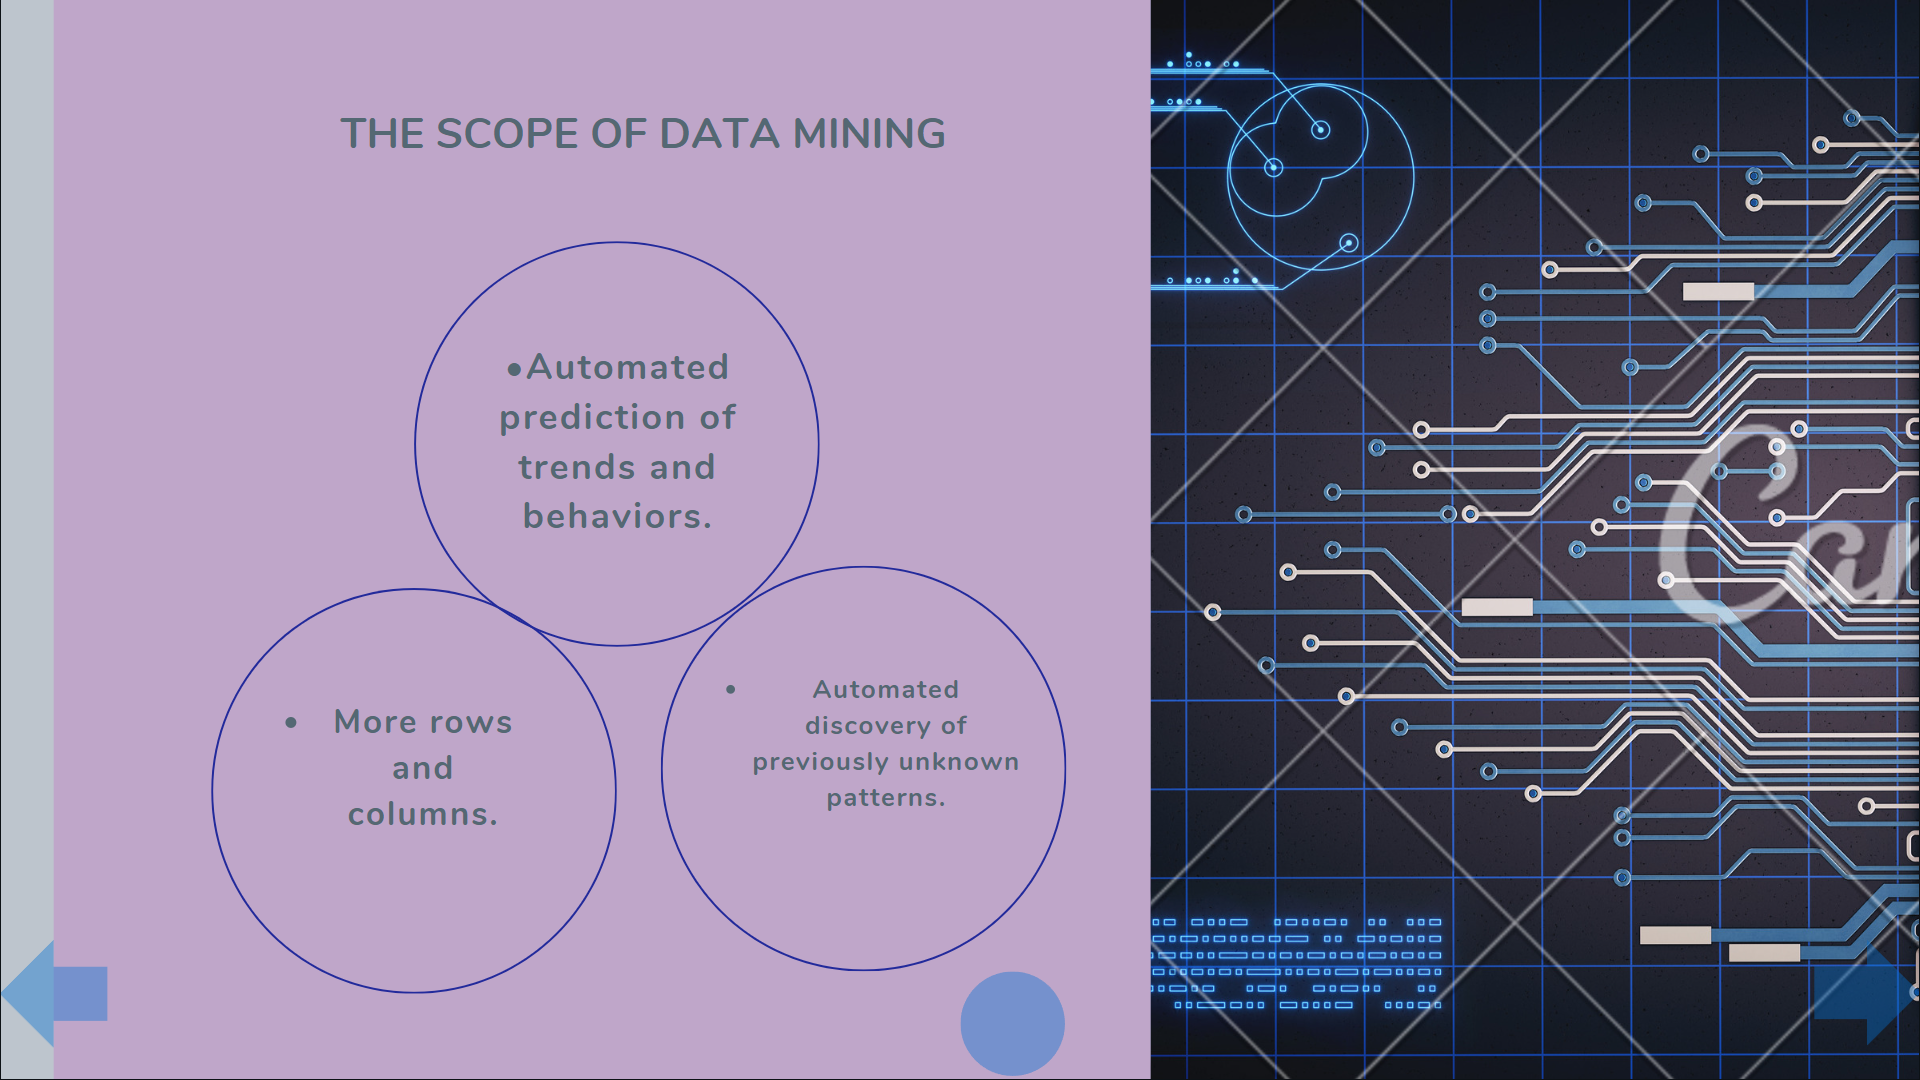 THE SCOPE OF DATA MINING
•Automated
prediction of
trends and
behaviors.
• More rows
and
columns.
• Automated
discovery of
previously unknown
patterns.